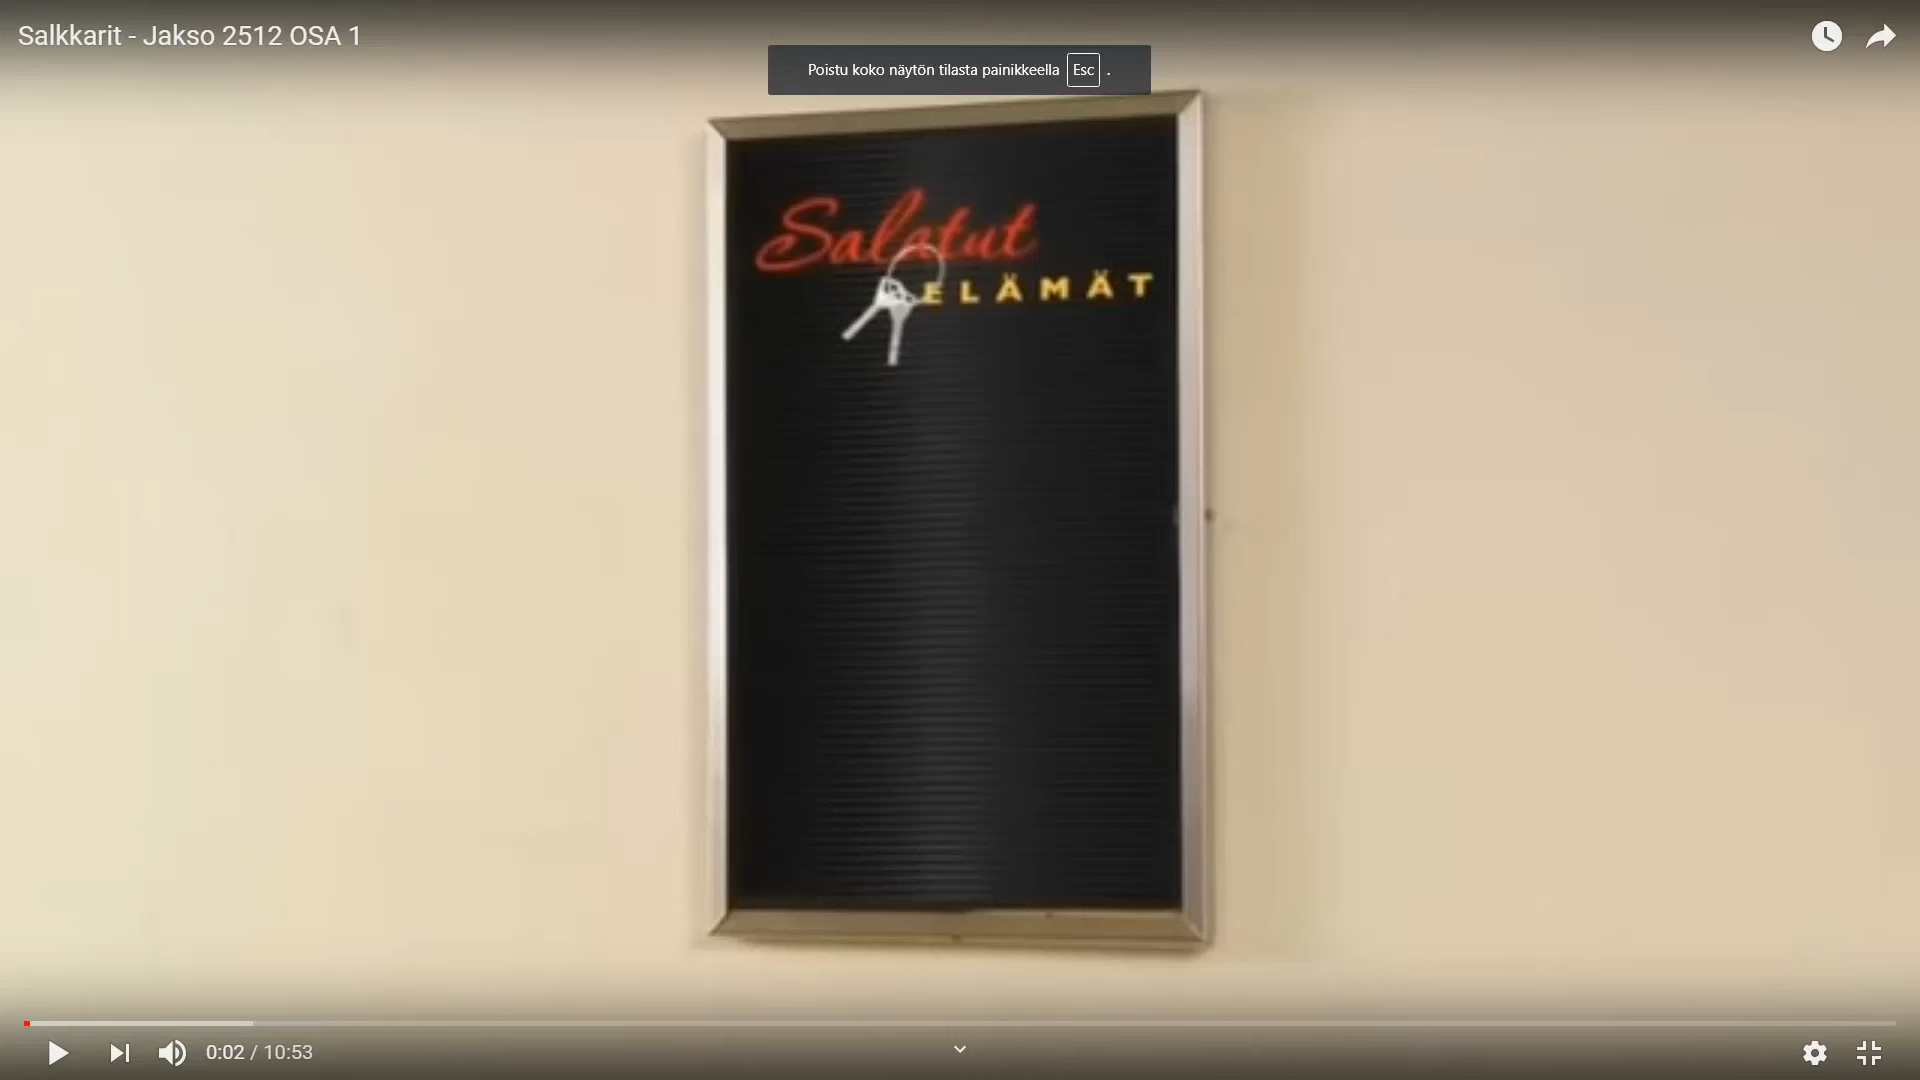 Salkkarit - Jakso 2512 OSA 1
Poistu koko näytön tilasta painikkeella Esc .
Salatut
ELÄMÄT
0:02 / 10:53